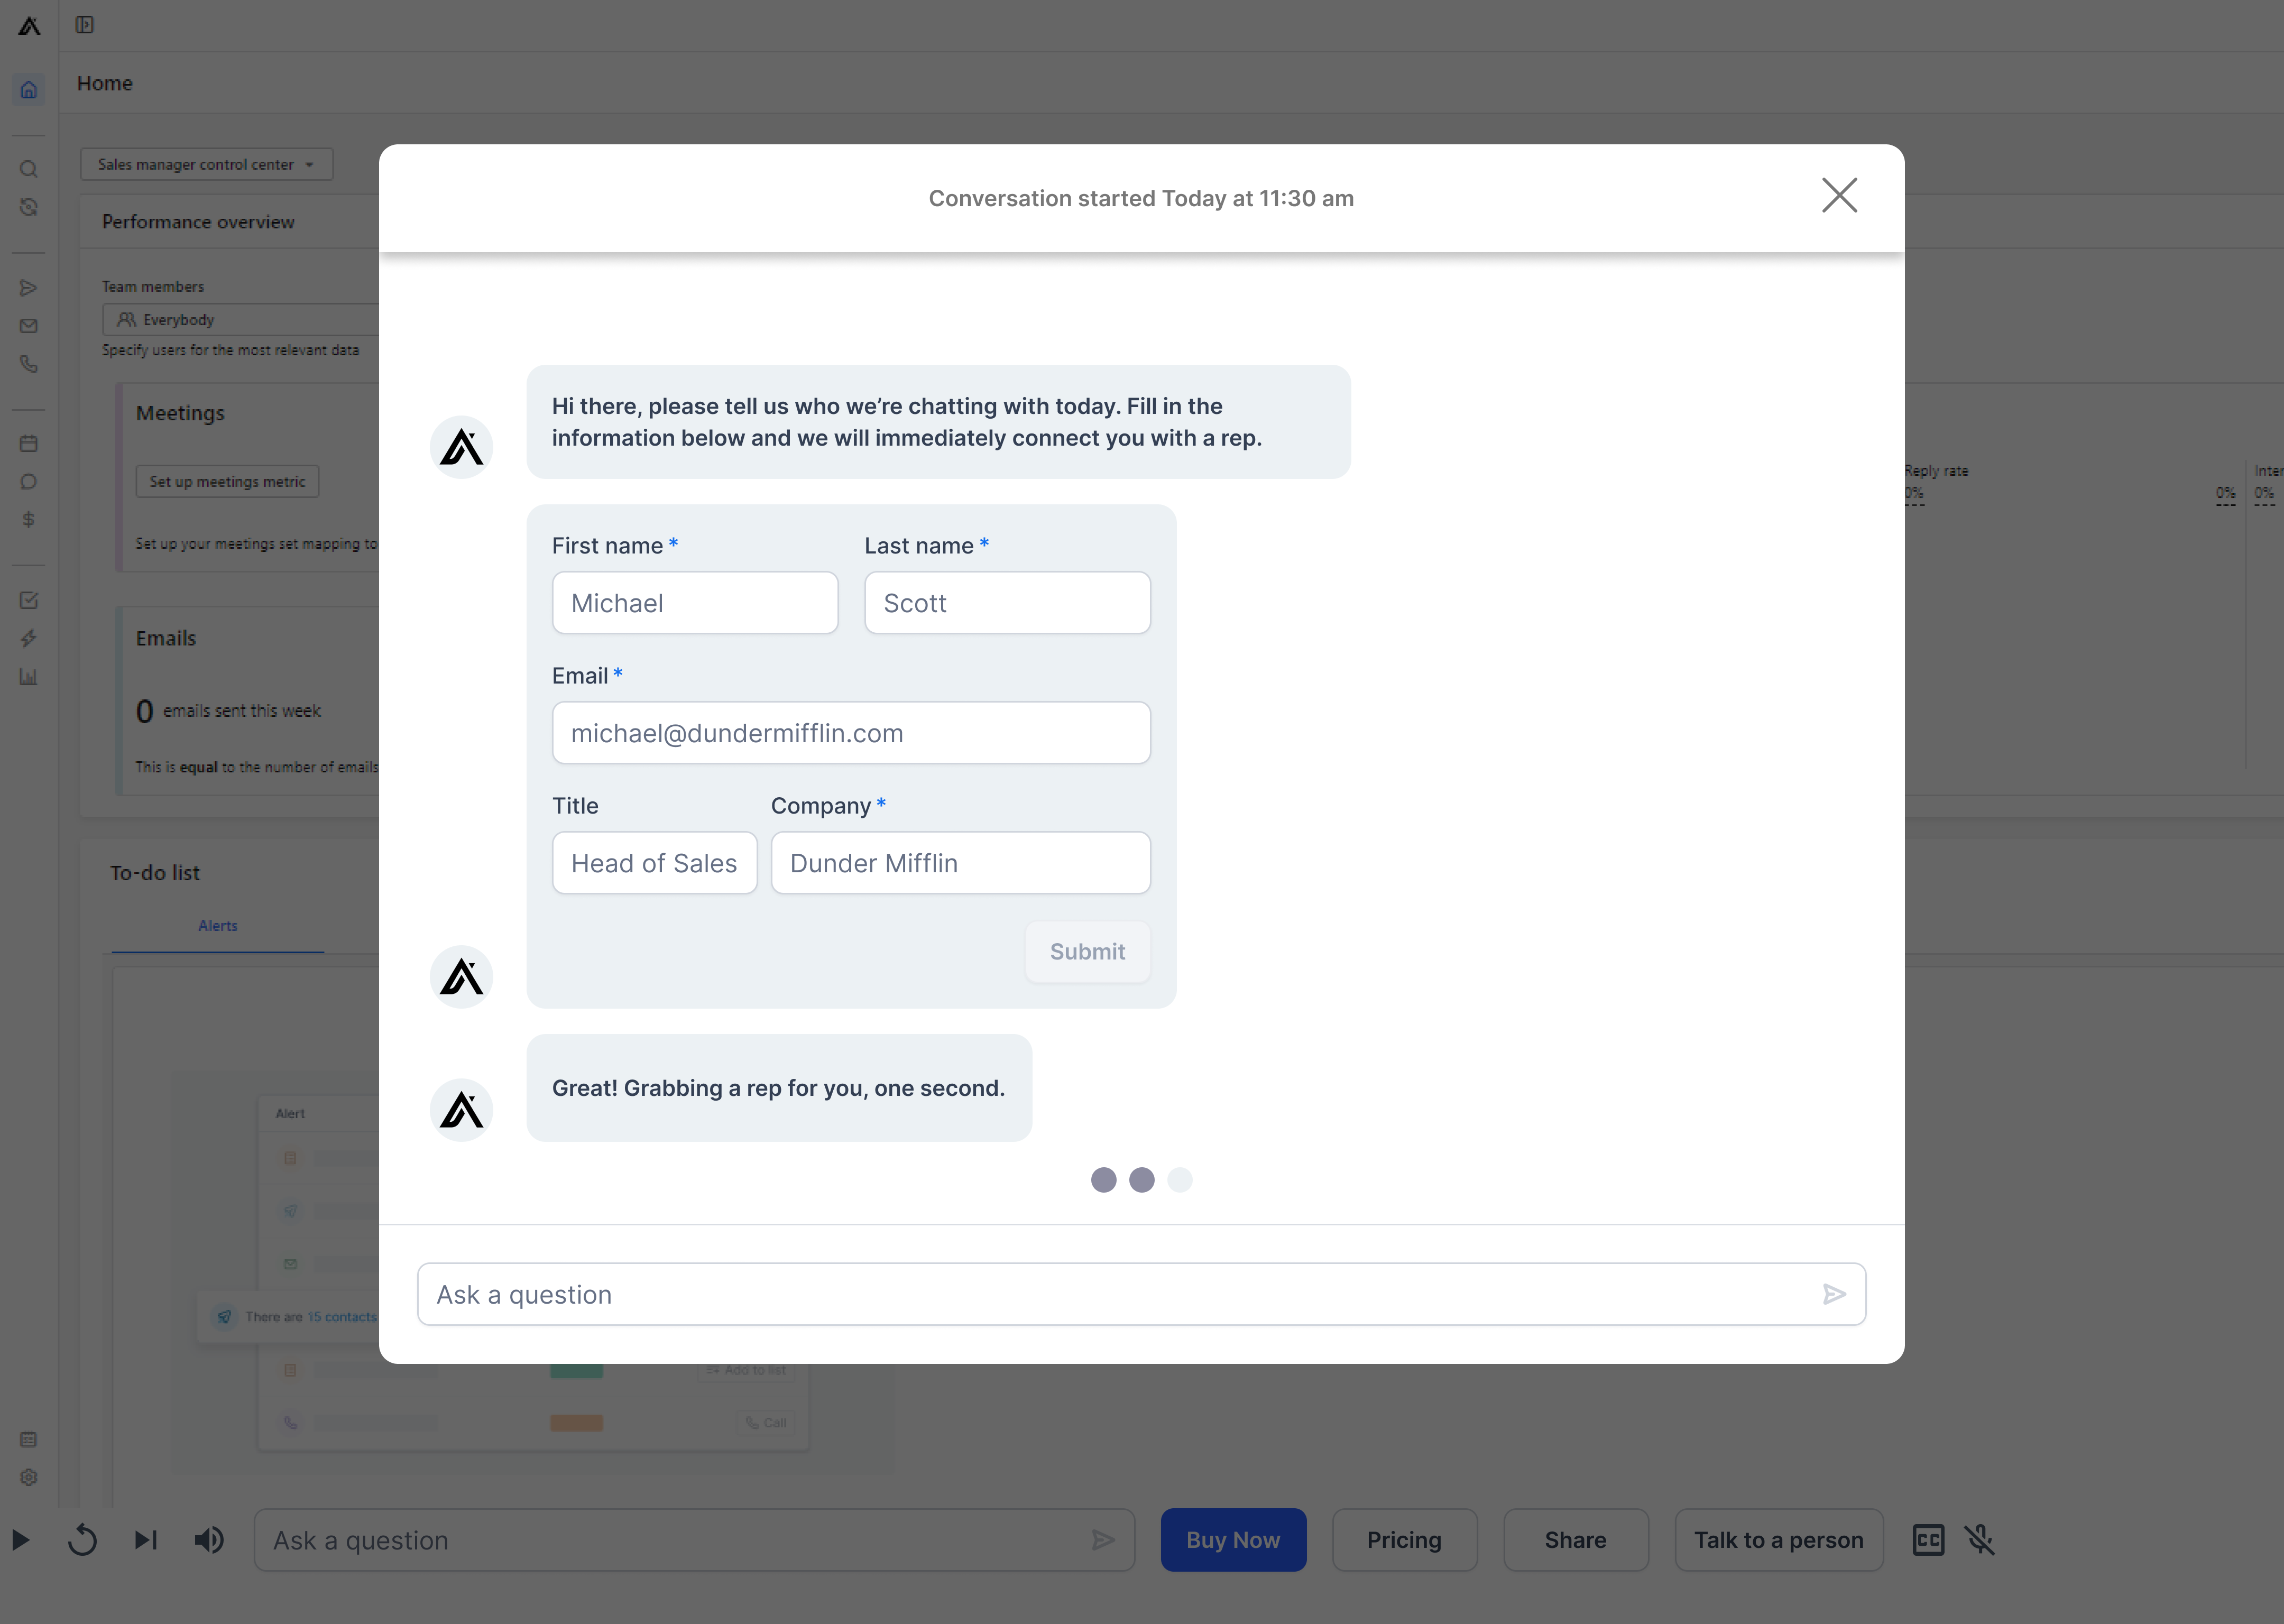 Home
Sales manager control center
Performance overview
Team members
Everybody
Specify users for the most relevant data
Meetings
Set up meetings metric
Set up your meetings set mapping to
Emails
0 emails sent this week
This is equal to the number of emails
Reply rate
0%
0%
0%
To-do list
Alerts
Alert
There are 15 contacts
Add to list
Call
Conversation started Today at 11:30 am
Hi there, please tell us who we’re chatting with today. Fill in the
information below and we will immediately connect you with a rep.
First name * Last name *
Michael Scott
Email *
michael@dundermifflin.com
Title Company *
Head of Sales Dunder Mifflin
Submit
Great! Grabbing a rep for you, one second.
Ask a question
Ask a question
Buy Now
Pricing
Share
Talk to a person
CC